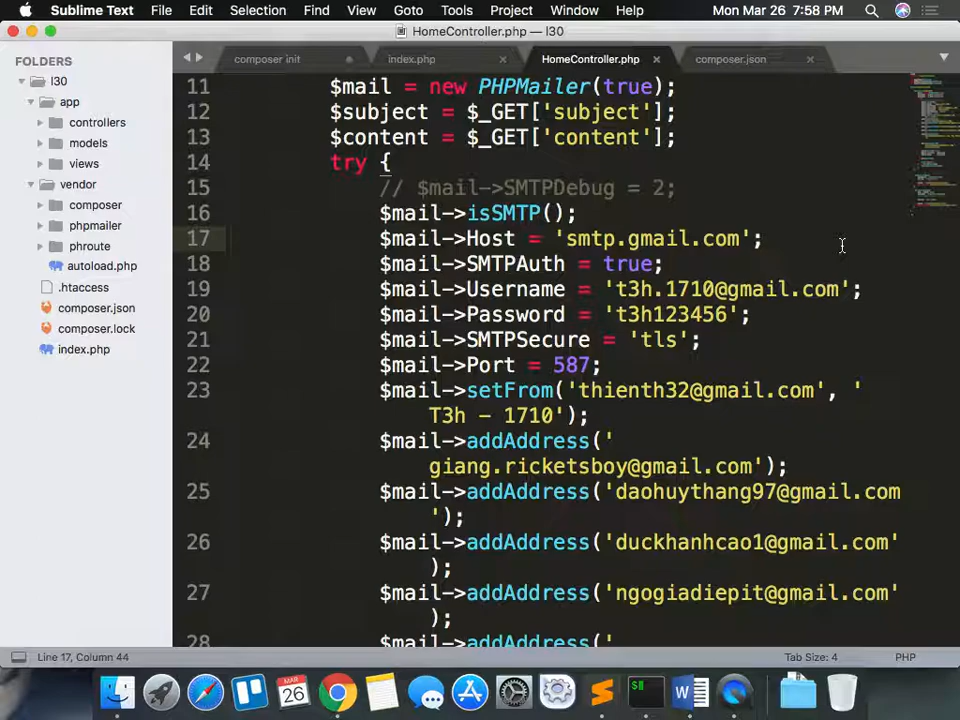 Sublime Text File Edit Selection Find View Goto Tools Project Window Help Mon Mar 26 7:58 PM
HomeController.php — l30
FOLDERS
composer init index.php HomeController.php composer.json
l30
app
controllers
models
views
vendor
composer
phpmailer
phroute
autoload.php
.htaccess
composer.json
composer.lock
index.php
11 $mail = new PHPMailer(true);
12 $subject = $_GET['subject'];
13 $content = $_GET['content'];
14 try {
15 // $mail->SMTPDebug = 2;
16 $mail->isSMTP();
17 $mail->Host = 'smtp.gmail.com';
18 $mail->SMTPAuth = true;
19 $mail->Username = 't3h.1710@gmail.com';
20 $mail->Password = 't3h123456';
21 $mail->SMTPSecure = 'tls';
22 $mail->Port = 587;
23 $mail->setFrom('thienth32@gmail.com', '
T3h - 1710');
24 $mail->addAddress('
giang.ricketsboy@gmail.com');
25 $mail->addAddress('daohuythang97@gmail.com
');
26 $mail->addAddress('duckhanhcao1@gmail.com'
);
27 $mail->addAddress('ngogiadiepit@gmail.com'
);
28 $mail->addAddress('
Line 17, Column 44 Tab Size: 4 PHP
MAR
26